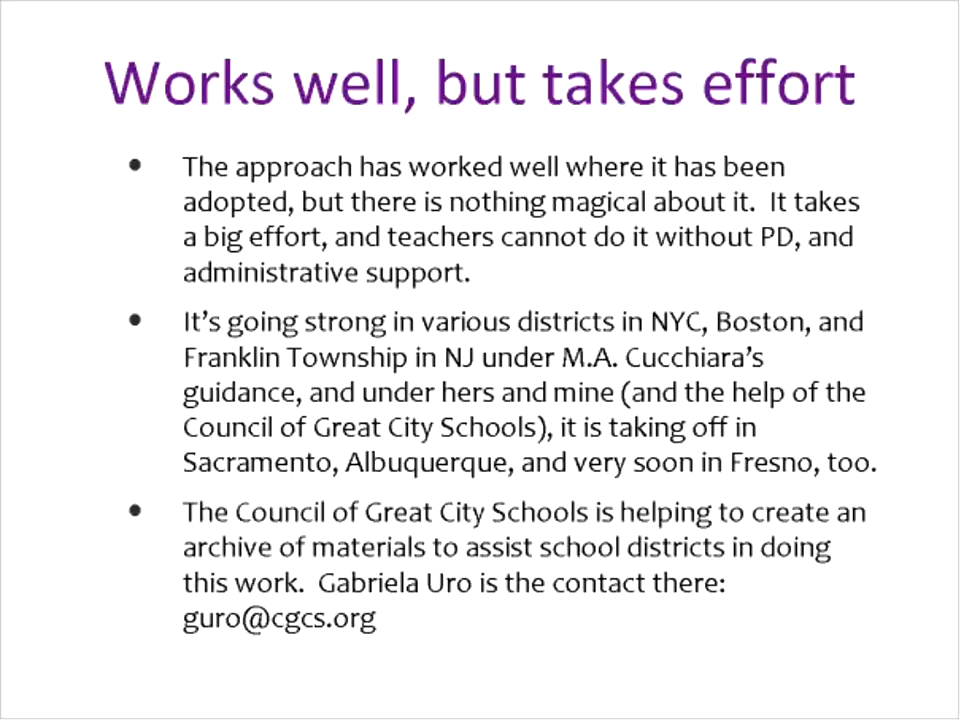 Works well, but takes effort
• The approach has worked well where it has been
adopted, but there is nothing magical about it.  It takes
a big effort, and teachers cannot do it without PD, and
administrative support.
• It’s going strong in various districts in NYC, Boston, and
Franklin Township in NJ under M.A. Cucchiara’s
guidance, and under hers and mine (and the help of the
Council of Great City Schools), it is taking off in
Sacramento, Albuquerque, and very soon in Fresno, too.
• The Council of Great City Schools is helping to create an
archive of materials to assist school districts in doing
this work.  Gabriela Uro is the contact there:
guro@cgcs.org